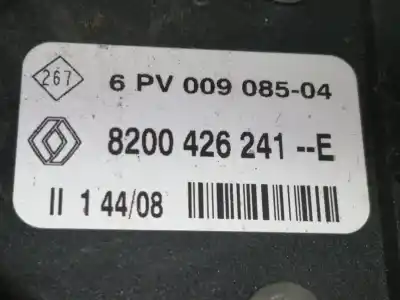 267 6 PV 009 085-04
8200 426 241 --E
II 1 44/08